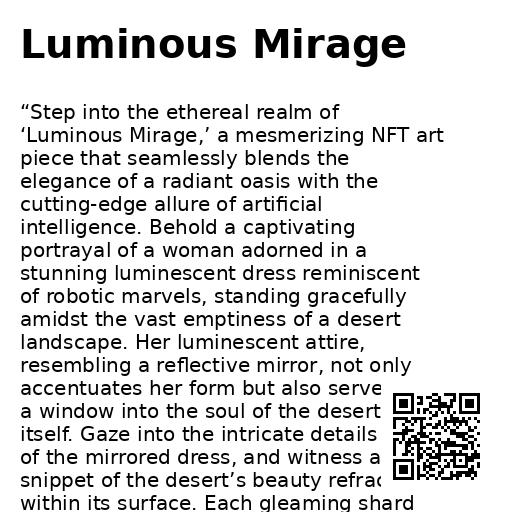 Luminous Mirage
“Step into the ethereal realm of
‘Luminous Mirage,’ a mesmerizing NFT art
piece that seamlessly blends the
elegance of a radiant oasis with the
cutting-edge allure of artificial
intelligence. Behold a captivating
portrayal of a woman adorned in a
stunning luminescent dress reminiscent
of robotic marvels, standing gracefully
amidst the vast emptiness of a desert
landscape. Her luminescent attire,
resembling a reflective mirror, not only
accentuates her form but also serve
a window into the soul of the desert
itself. Gaze into the intricate details
of the mirrored dress, and witness a
snippet of the desert’s beauty refrac
within its surface. Each gleaming shard